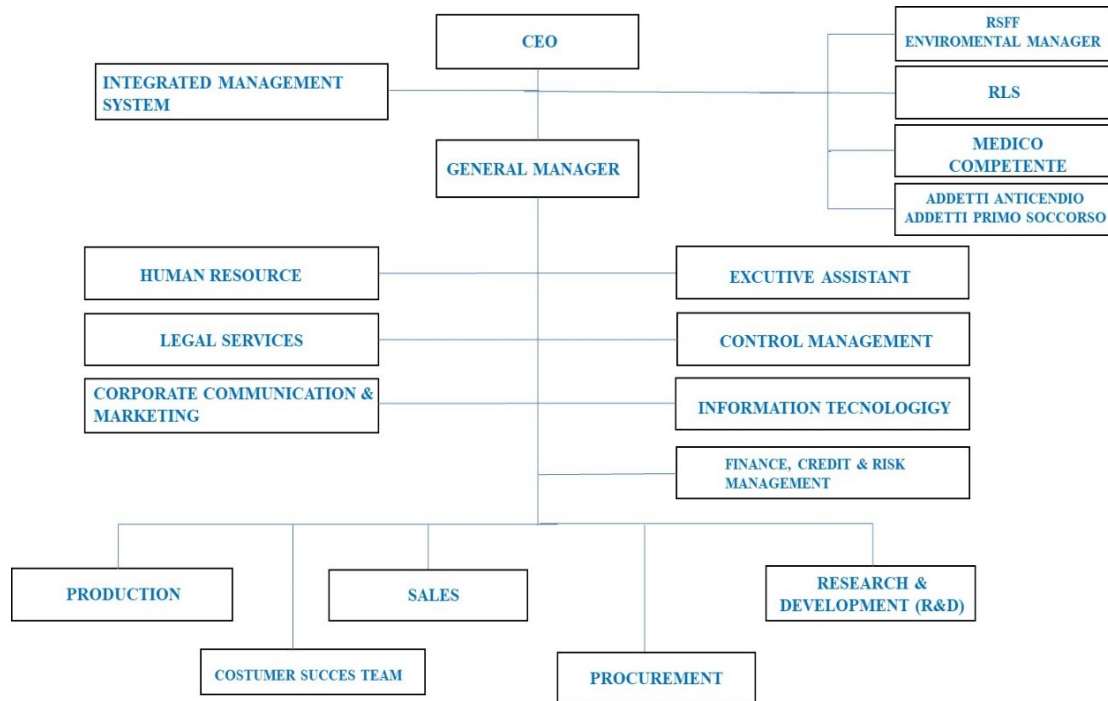 CEO
RSFF
ENVIROMENTAL MANAGER
INTEGRATED MANAGEMENT
SYSTEM
RLS
GENERAL MANAGER
MEDICO
COMPETENTE
ADDETTI ANTICENDIO
ADDETTI PRIMO SOCCORSO
HUMAN RESOURCE
EXCUTIVE ASSISTANT
LEGAL SERVICES
CONTROL MANAGEMENT
CORPORATE COMMUNICATION &
MARKETING
INFORMATION TECNOLOGIGY
FINANCE, CREDIT & RISK
MANAGEMENT
PRODUCTION
SALES
RESEARCH &
DEVELOPMENT (R&D)
COSTUMER SUCCES TEAM
PROCUREMENT